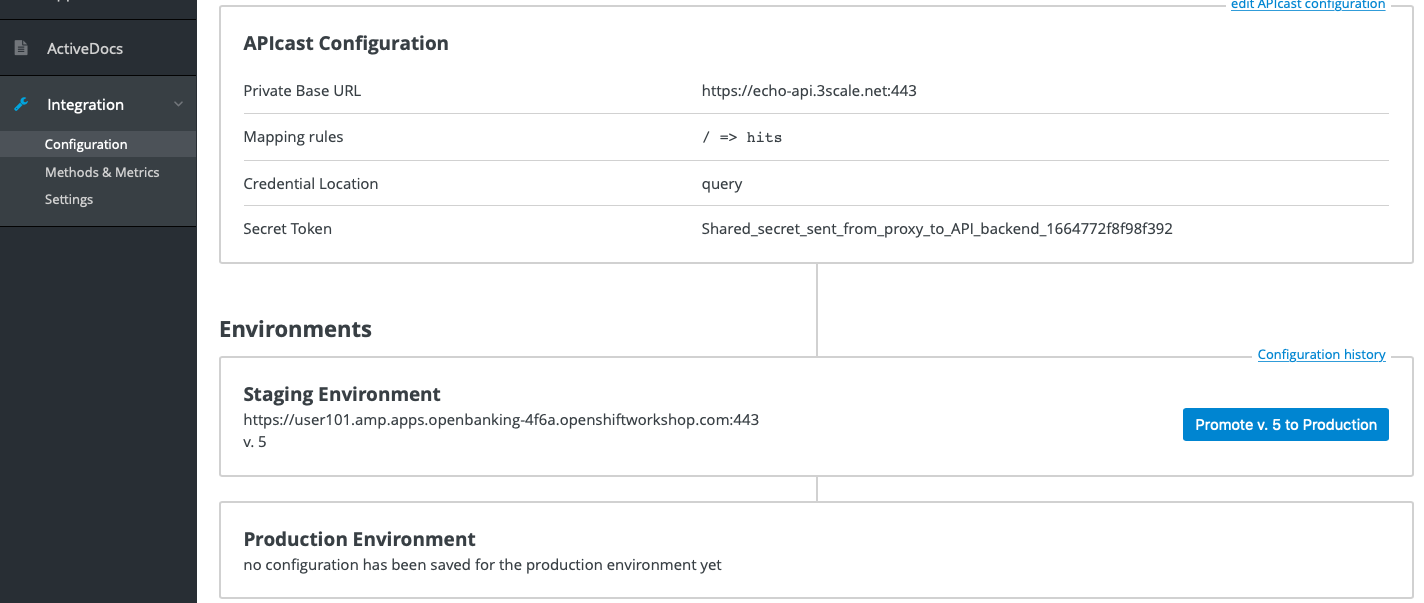 edit APIcast configuration
ActiveDocs
Integration
Configuration
Methods & Metrics
Settings
APIcast Configuration
Private Base URL https://echo-api.3scale.net:443
Mapping rules / => hits
Credential Location query
Secret Token Shared_secret_sent_from_proxy_to_API_backend_1664772f8f98f392
Environments
Configuration history
Staging Environment
https://user101.amp.apps.openbanking-4f6a.openshiftworkshop.com:443
v. 5
Promote v. 5 to Production
Production Environment
no configuration has been saved for the production environment yet